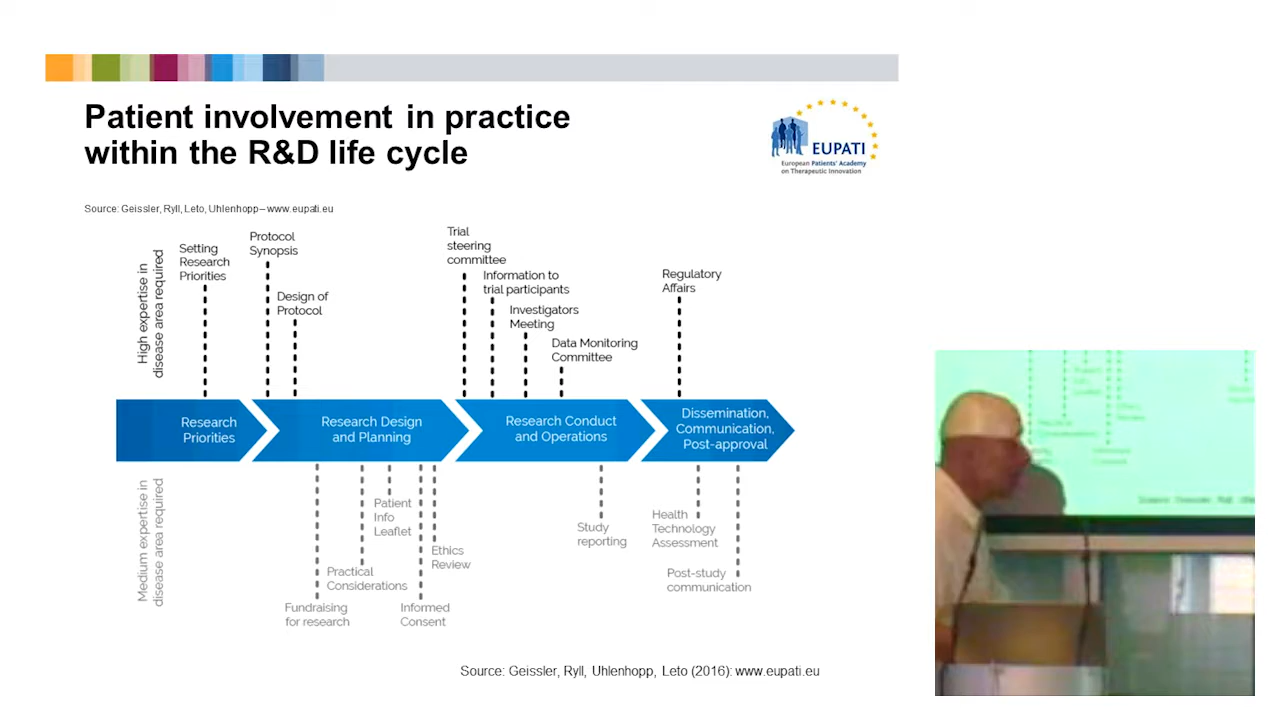 Patient involvement in practice
within the R&D life cycle
EUPATI
European Patients' Academy
on Therapeutic Innovation
Source: Geissler, Ryll, Leto, Uhlenhopp – www.eupati.eu
High expertise in
disease area required
Setting
Research
Priorities
Protocol
Synopsis
Design of
Protocol
Trial
steering
committee
Information to
trial participants
Investigators
Meeting
Data Monitoring
Committee
Regulatory
Affairs
Research
Priorities
Research Design
and Planning
Research Conduct
and Operations
Dissemination,
Communication,
Post-approval
Medium expertise in
disease area required
Fundraising
for research
Practical
Considerations
Patient
Info
Leaflet
Informed
Consent
Ethics
Review
Study
reporting
Health
Technology
Assessment
Post-study
communication
Source: Geissler, Ryll, Uhlenhopp, Leto (2016): www.eupati.eu